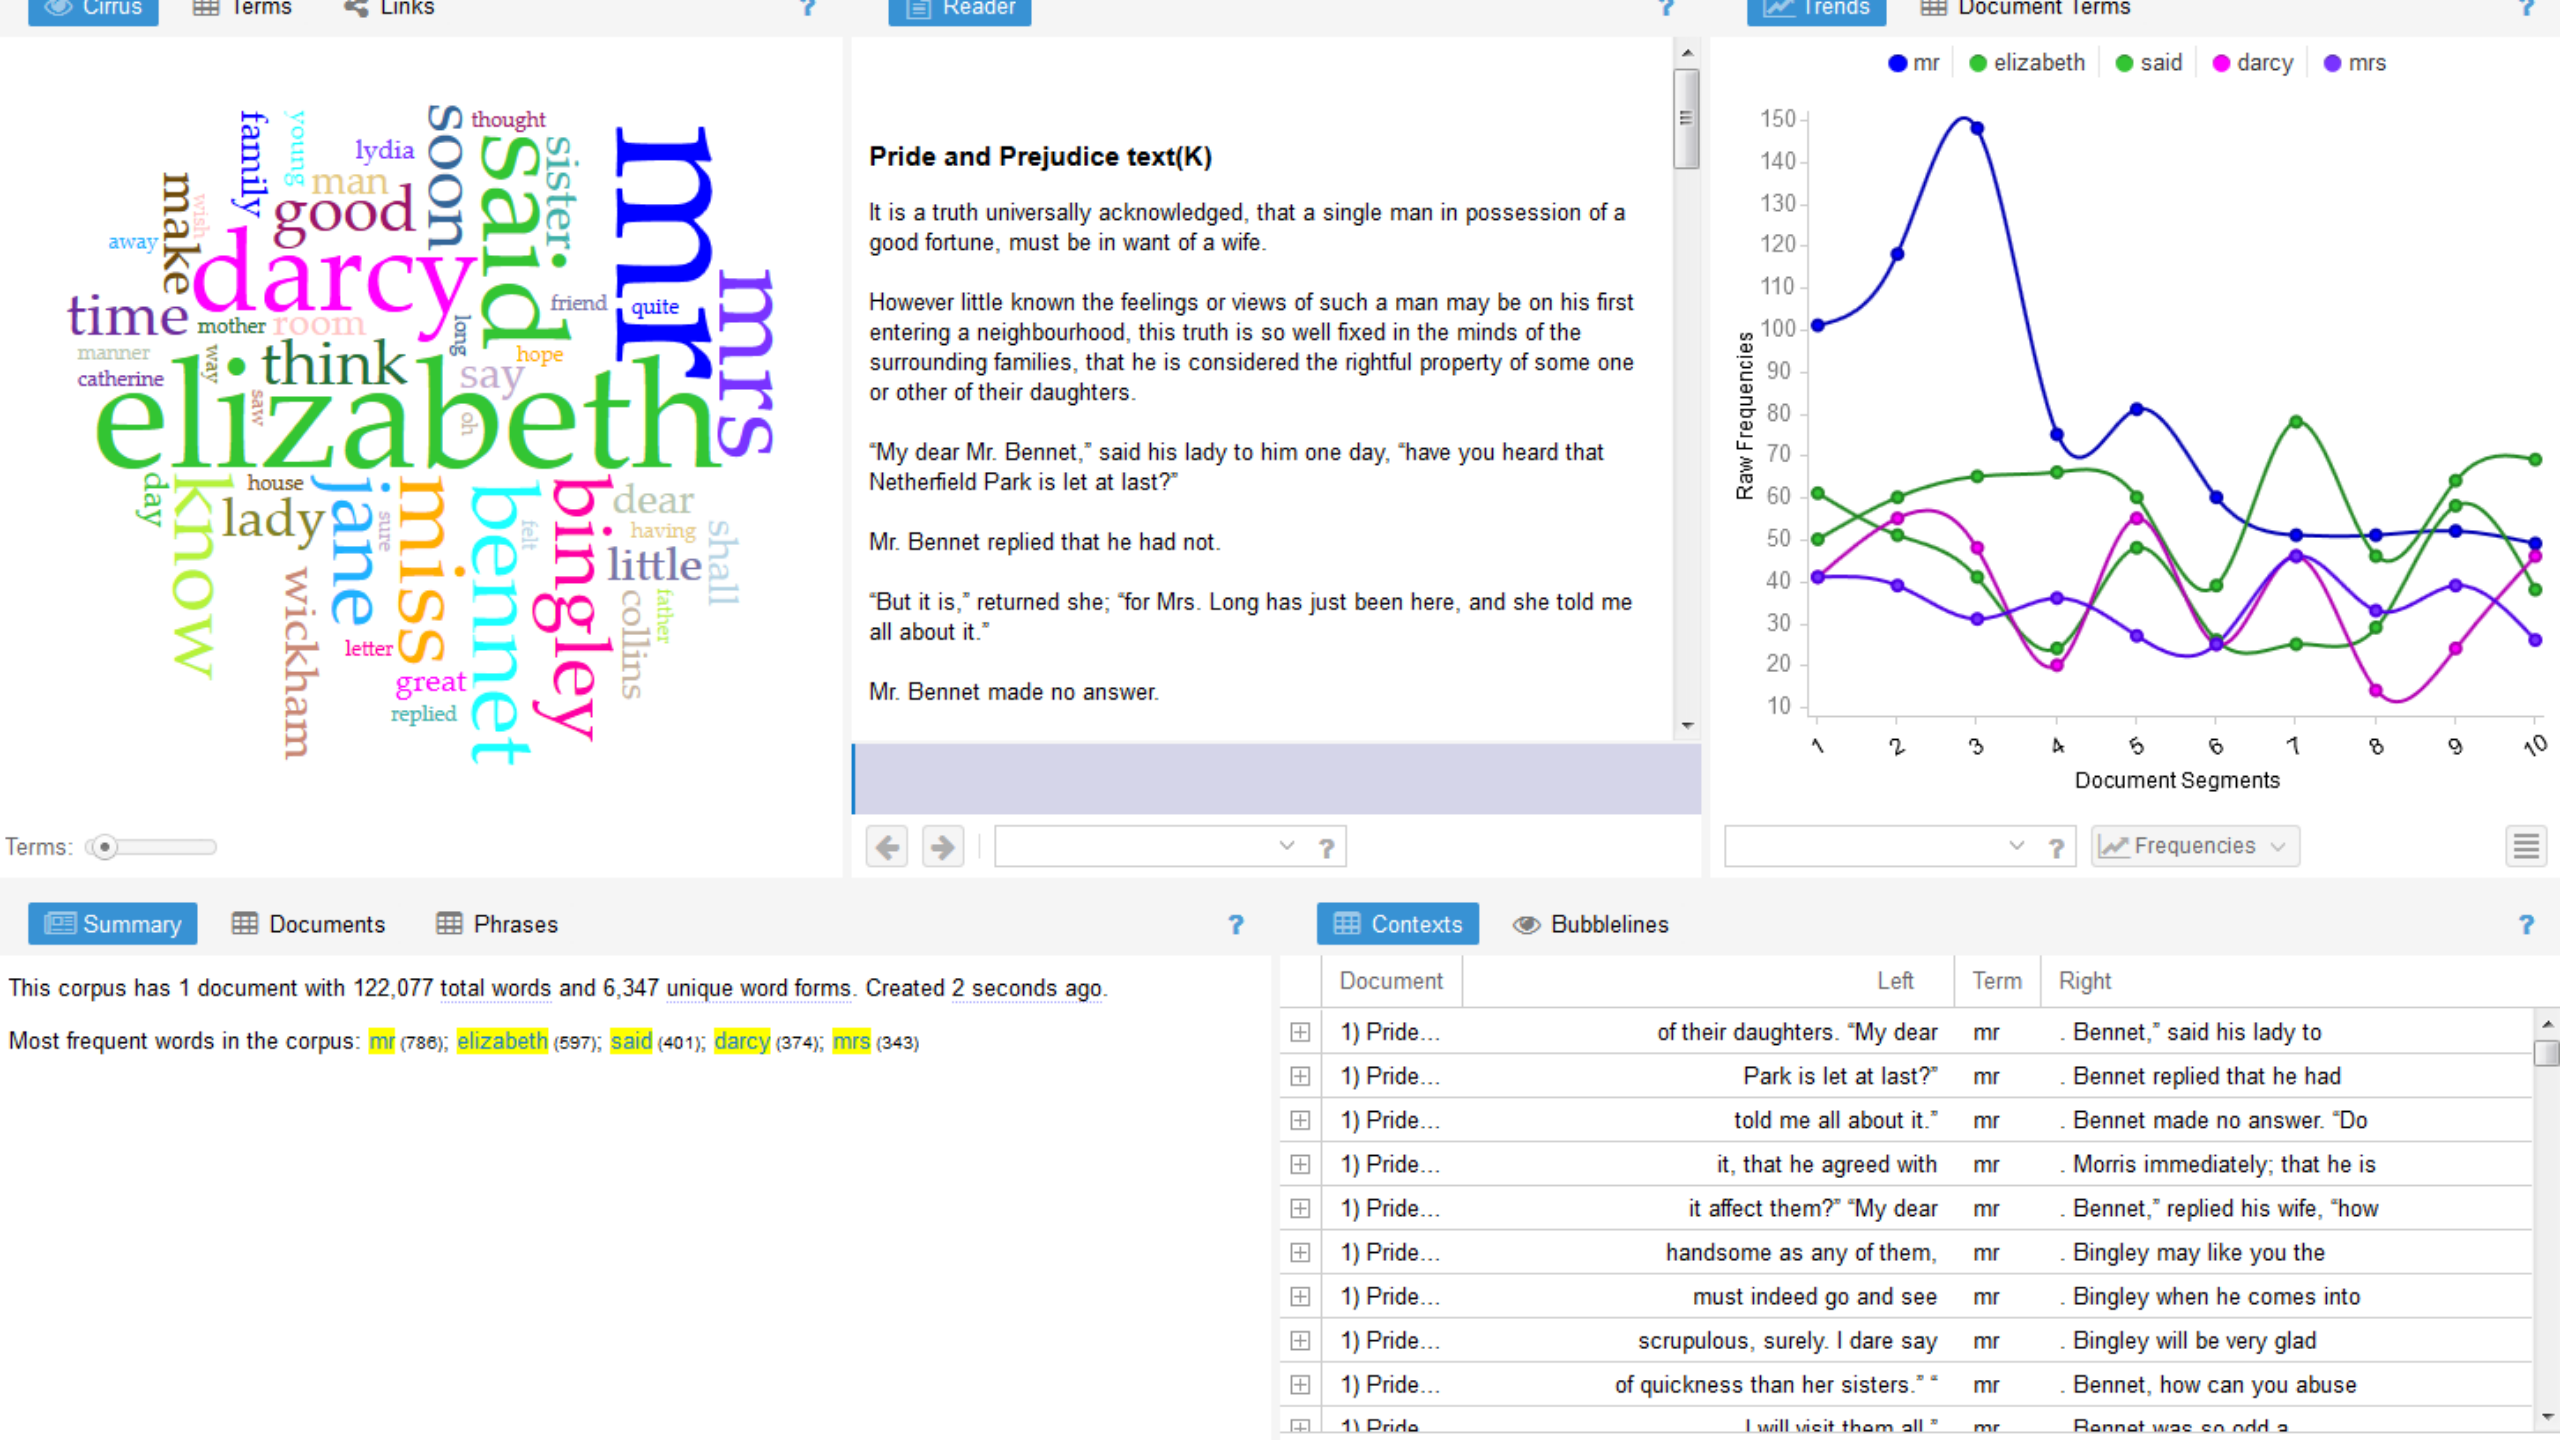 Cirrus Terms Links ?
thought
soon
family
young
lydia
said
sister
mr
man
make
wish
good
away
darcy
mrs
time
mother
room
long
friend
quite
manner
way
think
hope
catherine
say
saw
oh
elizabeth
day
know
house
lady
jane
sure
miss
bennet
felt
bingley
dear
having
shall
little
wickham
father
collins
letter
great
replied
Terms:
Reader ?
Pride and Prejudice text(K)
It is a truth universally acknowledged, that a single man in possession of a
good fortune, must be in want of a wife.
However little known the feelings or views of such a man may be on his first
entering a neighbourhood, this truth is so well fixed in the minds of the
surrounding families, that he is considered the rightful property of some one
or other of their daughters.
“My dear Mr. Bennet,” said his lady to him one day, “have you heard that
Netherfield Park is let at last?”
Mr. Bennet replied that he had not.
“But it is,” returned she; “for Mrs. Long has just been here, and she told me
all about it.”
Mr. Bennet made no answer.
?
Trends Document Terms ?
mr elizabeth said darcy mrs
150
140
130
120
110
100
90
80
70
60
50
40
30
20
10
Raw Frequencies
1 2 3 4 5 6 7 8 9 10
Document Segments
? Frequencies
Summary Documents Phrases ?
This corpus has 1 document with 122,077 total words and 6,347 unique word forms. Created 2 seconds ago.
Most frequent words in the corpus: mr (786); elizabeth (597); said (401); darcy (374); mrs (343)
Contexts Bubblelines ?
Document Left Term Right
1) Pride... of their daughters. “My dear mr . Bennet,” said his lady to
1) Pride... Park is let at last?” mr . Bennet replied that he had
1) Pride... told me all about it.” mr . Bennet made no answer. “Do
1) Pride... it, that he agreed with mr . Morris immediately; that he is
1) Pride... it affect them?” “My dear mr . Bennet,” replied his wife, “how
1) Pride... handsome as any of them, mr . Bingley may like you the
1) Pride... must indeed go and see mr . Bingley when he comes into
1) Pride... scrupulous, surely. I dare say mr . Bingley will be very glad
1) Pride... of quickness than her sisters.” “ mr . Bennet, how can you abuse
1) Pride... I will visit them all.” mr . Bennet was so odd a